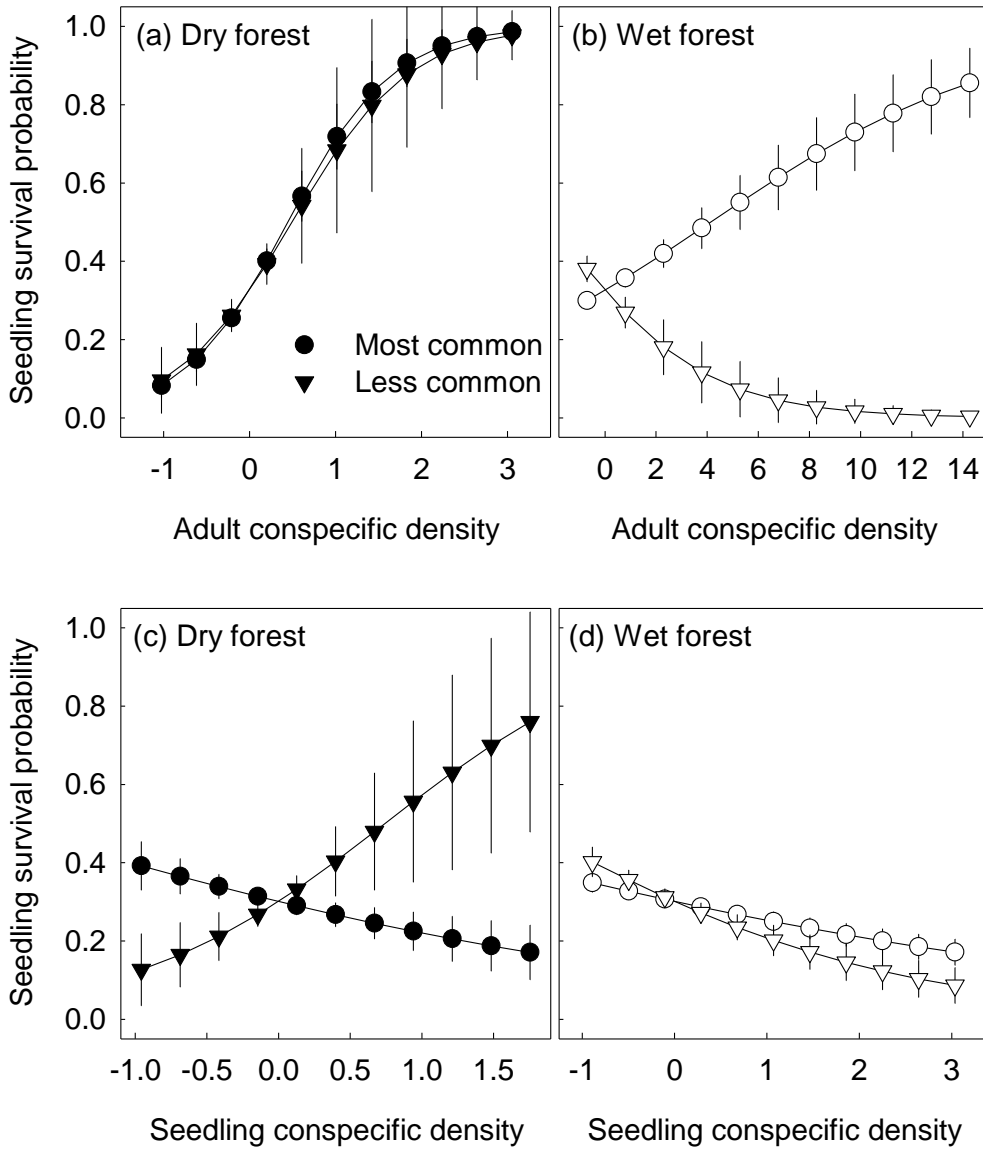 (a) Dry forest
(b) Wet forest
1.0
0.8
0.6
0.4
0.2
0.0
Seedling survival probability
Most common
Less common
-1 0 1 2 3
0 2 4 6 8 10 12 14
Adult conspecific density
Adult conspecific density
(c) Dry forest
(d) Wet forest
1.0
0.8
0.6
0.4
0.2
0.0
Seedling survival probability
-1.0 -0.5 0.0 0.5 1.0 1.5
-1 0 1 2 3
Seedling conspecific density
Seedling conspecific density